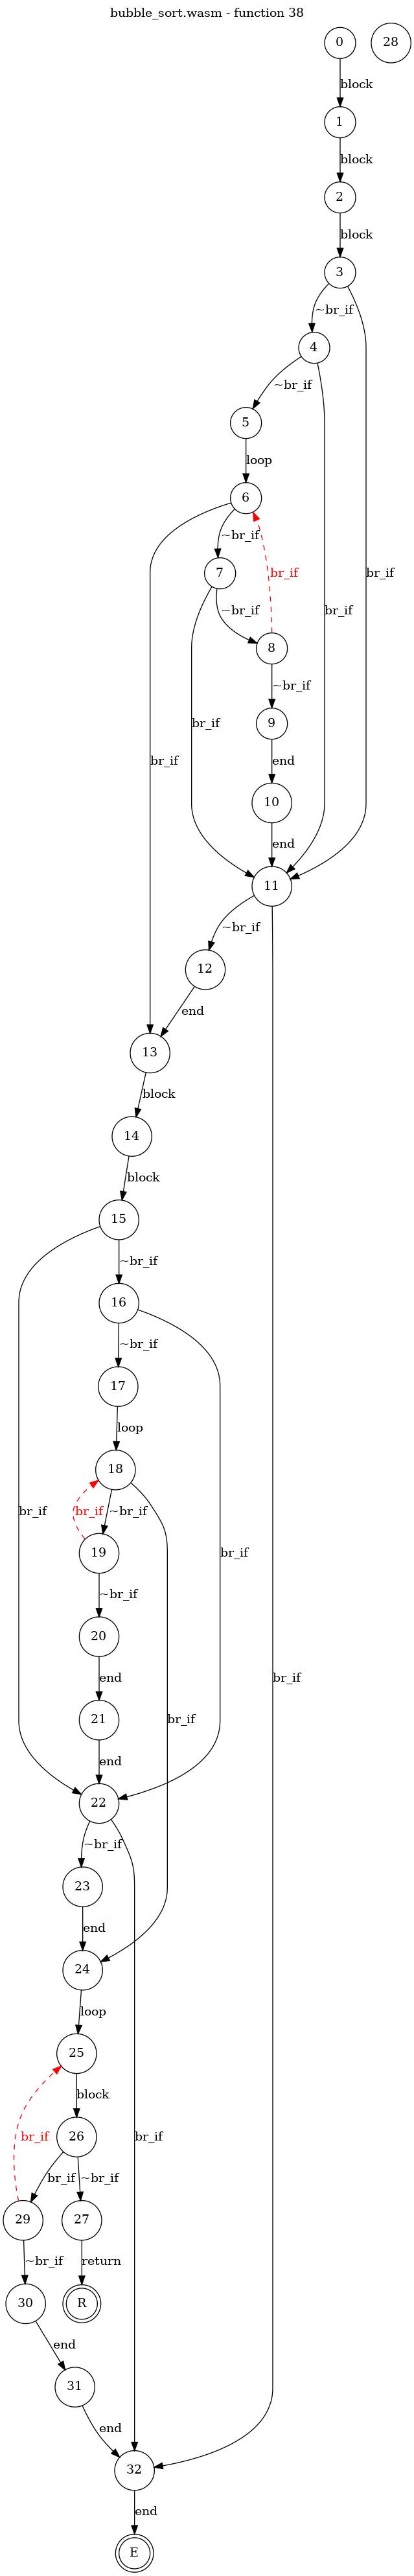 bubble_sort.wasm - function 38
0
28
block
1
block
2
block
3
~br_if
4
~br_if
5
loop
6
~br_if
br_if
7
br_if
br_if
~br_if
8
~br_if
br_if
9
br_if
end
10
end
11
~br_if
12
end
13
block
14
block
15
~br_if
16
~br_if
17
loop
18
br_if
br_if
~br_if
br_if
19
~br_if
20
end
br_if
br_if
21
end
22
~br_if
23
end
24
loop
25
block
26
br_if
br_if
br_if
~br_if
29
27
~br_if
return
30
R
end
31
end
32
end
E